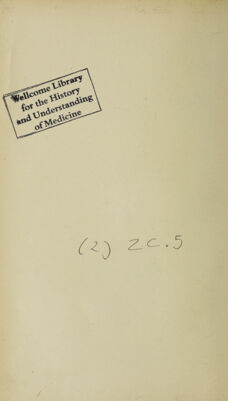 Wellcome Library
for the History
and Understanding
of Medicine
(2) ZC.5